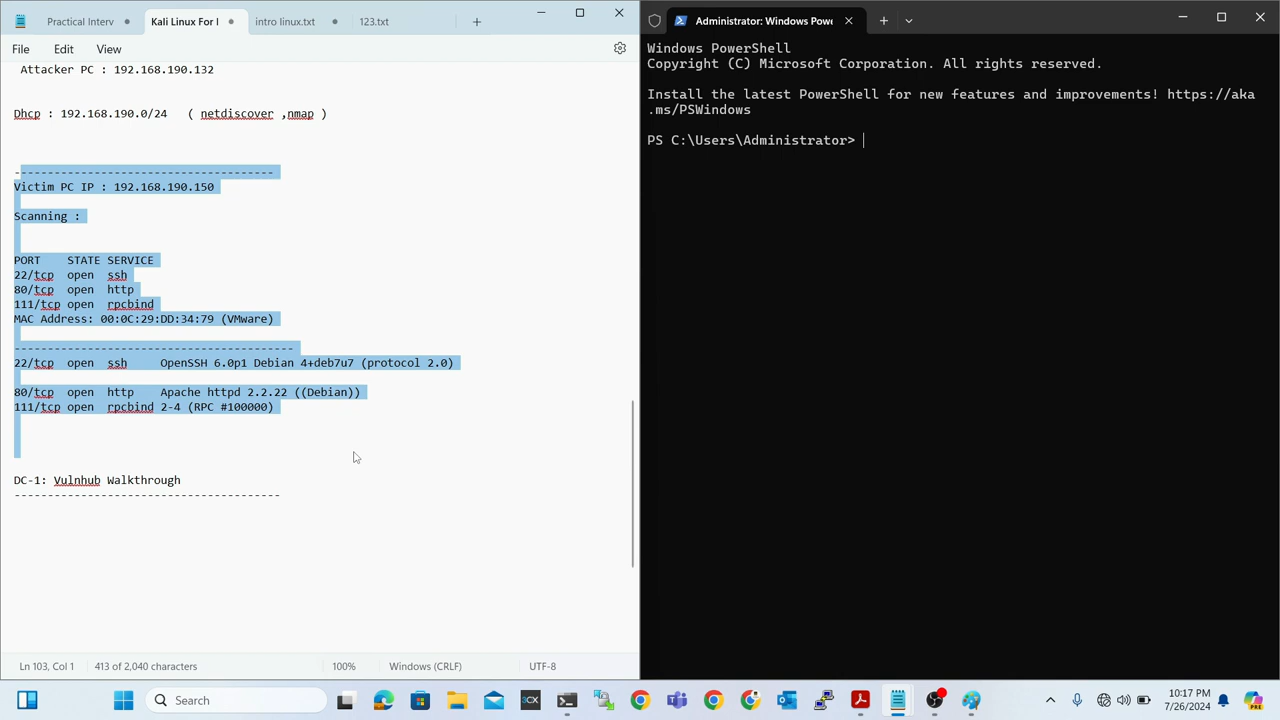 Practical Interv
Kali Linux For I
intro linux.txt
123.txt
File Edit View
Attacker PC : 192.168.190.132
Dhcp : 192.168.190.0/24 ( netdiscover ,nmap )
---------------------------------------
Victim PC IP : 192.168.190.150
Scanning :
PORT STATE SERVICE
22/tcp open ssh
80/tcp open http
111/tcp open rpcbind
MAC Address: 00:0C:29:DD:34:79 (VMware)
------------------------------------------
22/tcp open ssh OpenSSH 6.0p1 Debian 4+deb7u7 (protocol 2.0)
80/tcp open http Apache httpd 2.2.22 ((Debian))
111/tcp open rpcbind 2-4 (RPC #100000)
DC-1: Vulnhub Walkthrough
----------------------------------------
Ln 103, Col 1 413 of 2,040 characters 100% Windows (CRLF) UTF-8
Administrator: Windows Pow
Windows PowerShell
Copyright (C) Microsoft Corporation. All rights reserved.
Install the latest PowerShell for new features and improvements! https://aka
.ms/PSWindows
PS C:\Users\Administrator>
Search
10:17 PM
7/26/2024
PRE